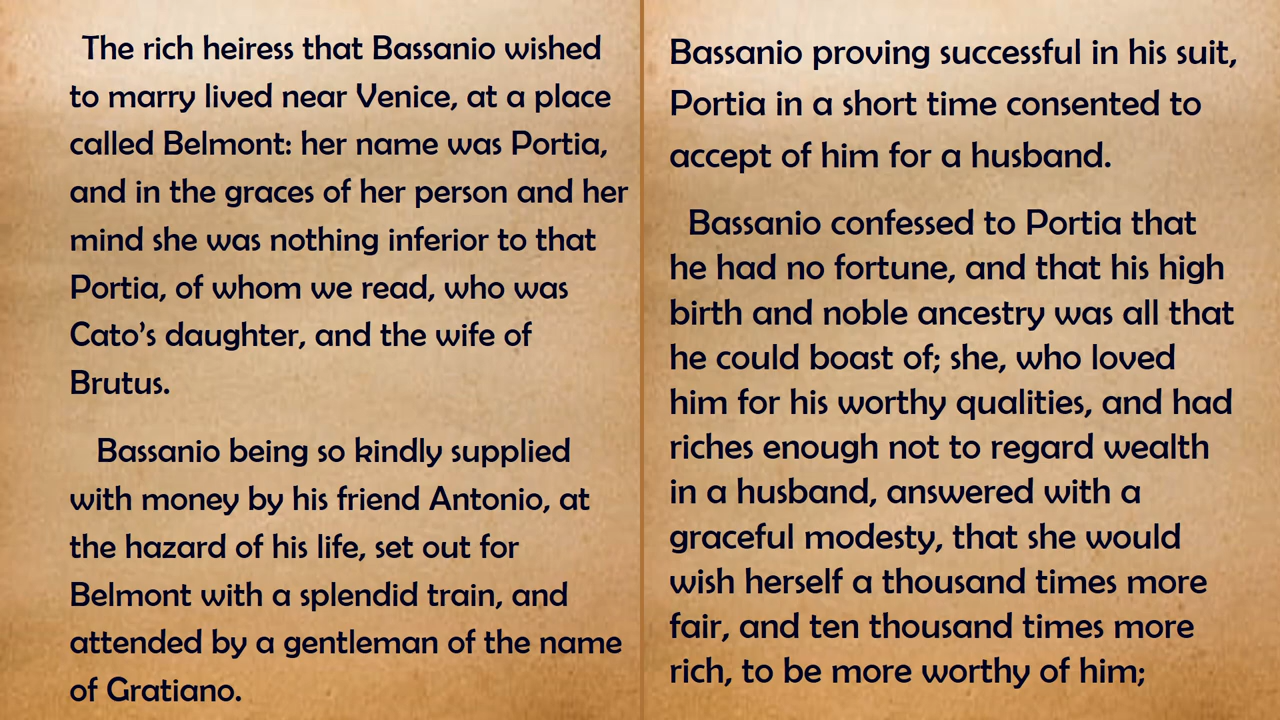 The rich heiress that Bassanio wished
to marry lived near Venice, at a place
called Belmont: her name was Portia,
and in the graces of her person and her
mind she was nothing inferior to that
Portia, of whom we read, who was
Cato’s daughter, and the wife of
Brutus.
Bassanio being so kindly supplied
with money by his friend Antonio, at
the hazard of his life, set out for
Belmont with a splendid train, and
attended by a gentleman of the name
of Gratiano.
Bassanio proving successful in his suit,
Portia in a short time consented to
accept of him for a husband.
Bassanio confessed to Portia that
he had no fortune, and that his high
birth and noble ancestry was all that
he could boast of; she, who loved
him for his worthy qualities, and had
riches enough not to regard wealth
in a husband, answered with a
graceful modesty, that she would
wish herself a thousand times more
fair, and ten thousand times more
rich, to be more worthy of him;